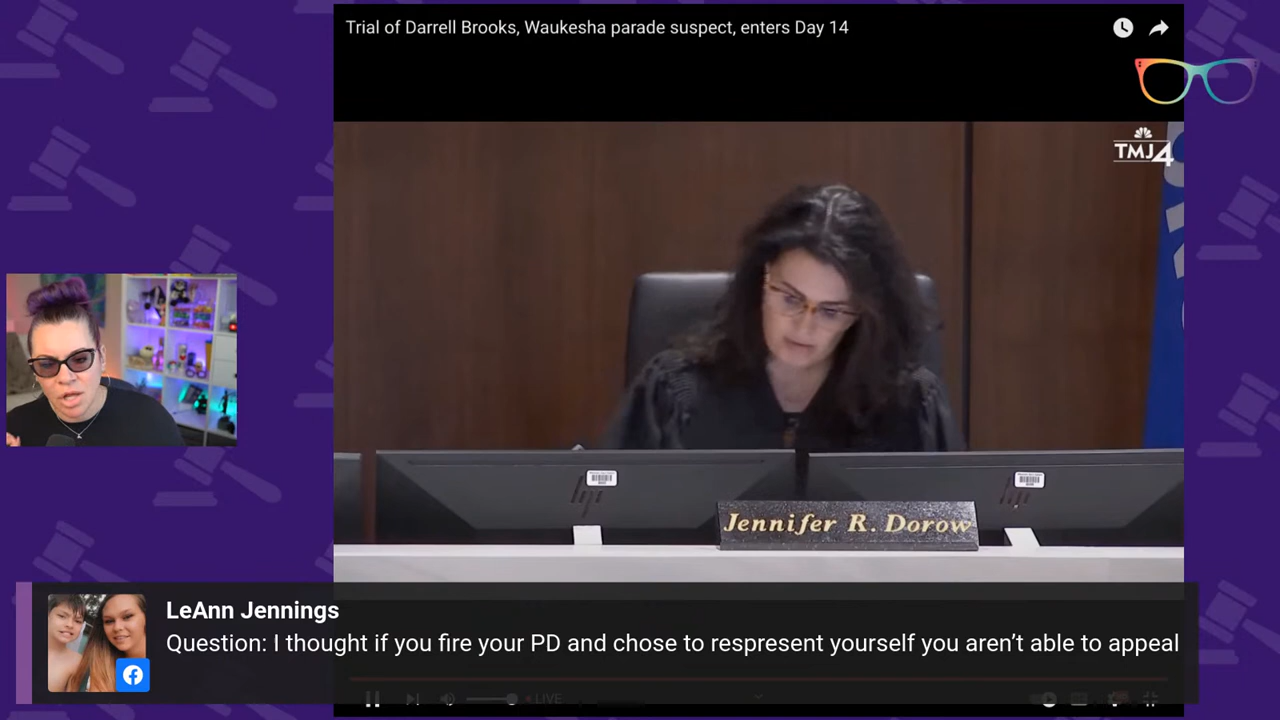 Trial of Darrell Brooks, Waukesha parade suspect, enters Day 14
TMJ4
Jennifer R. Dorow
LeAnn Jennings
Question: I thought if you fire your PD and chose to respresent yourself you aren't able to appeal
LIVE